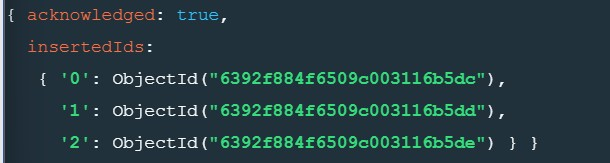 { acknowledged: true,
insertedIds:
{ '0': ObjectId("6392f884f6509c003116b5dc"),
'1': ObjectId("6392f884f6509c003116b5dd"),
'2': ObjectId("6392f884f6509c003116b5de") } }